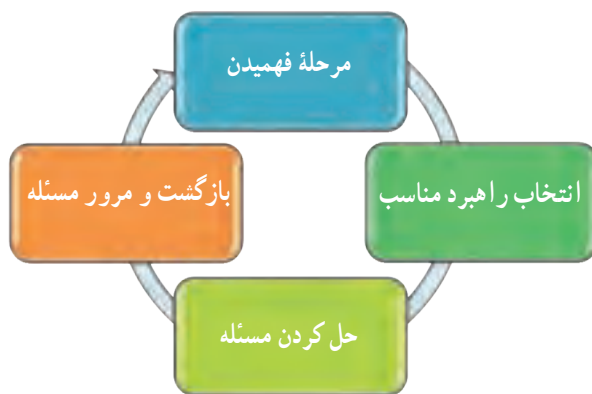 مرحلهٔ فهمیدن
انتخاب راهبرد مناسب
حل کردن مسئله
بازگشت و مرور مسئله